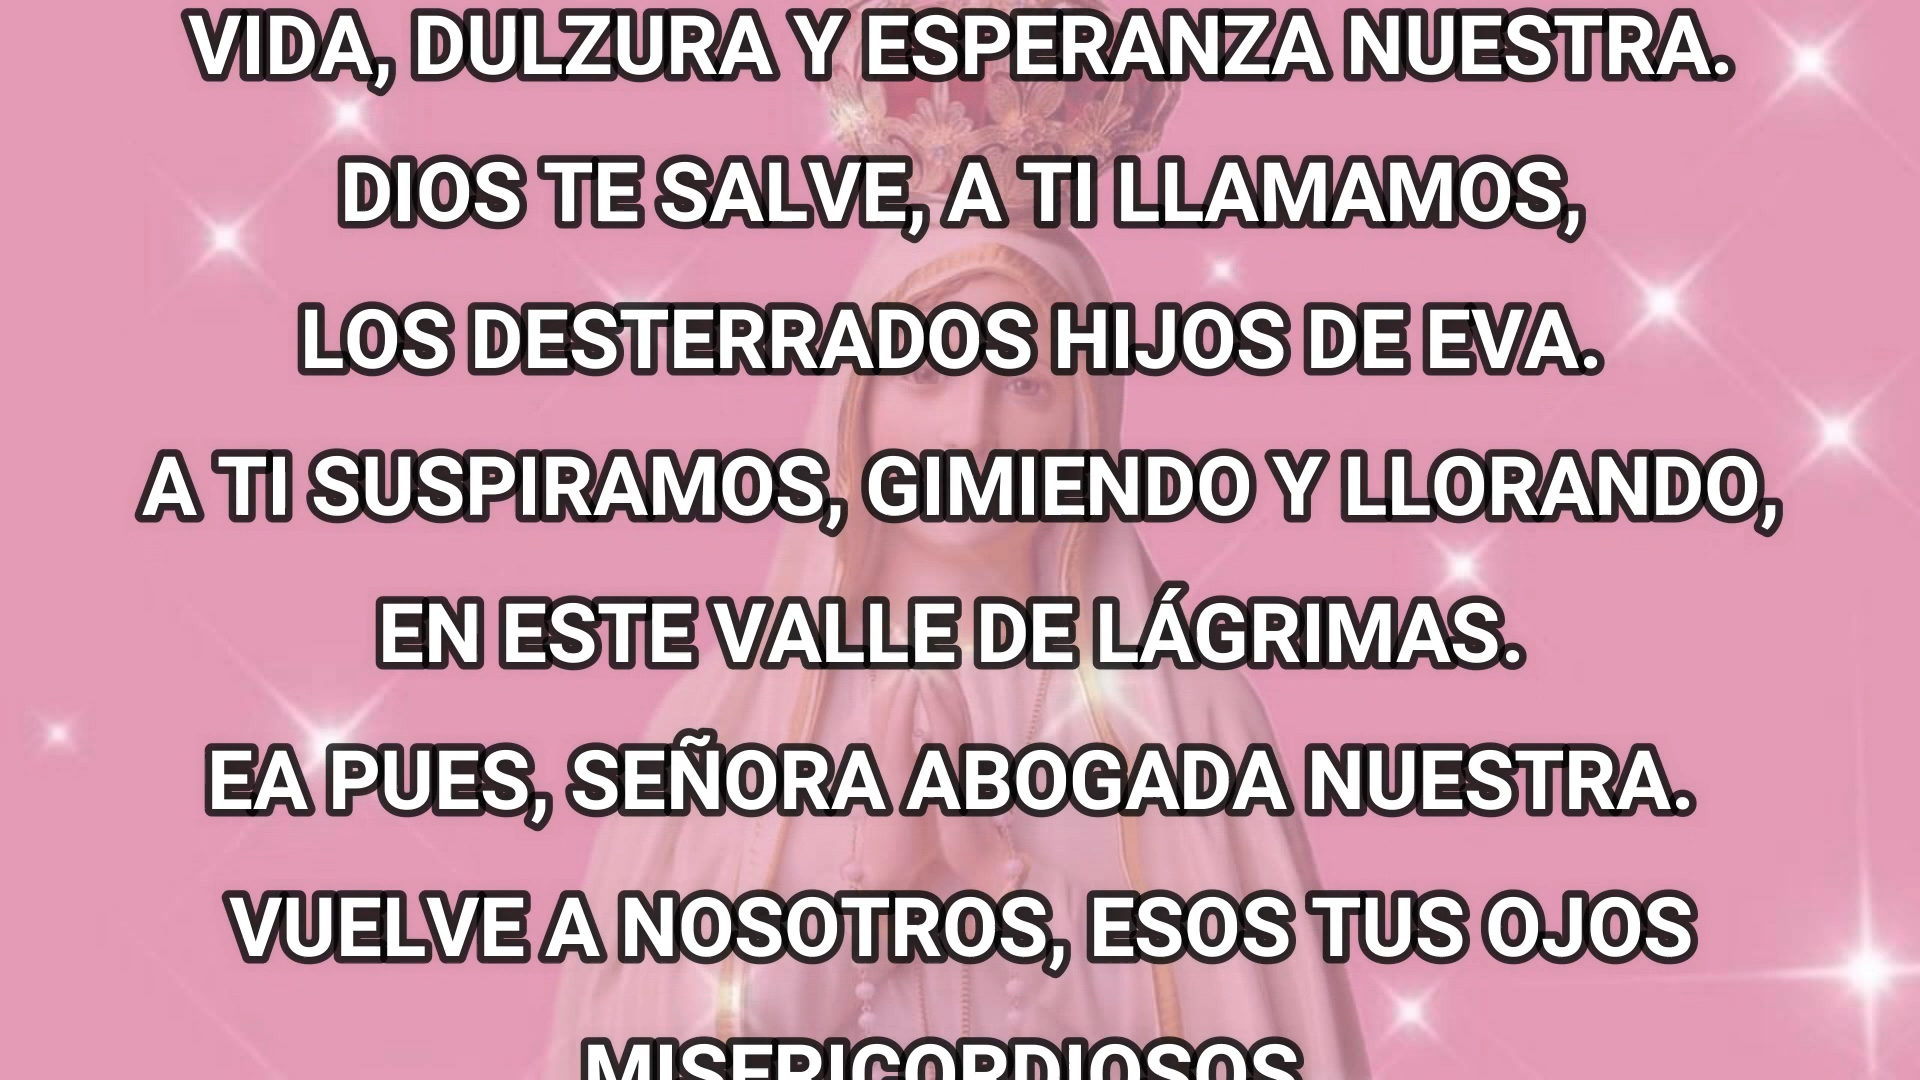 VIDA, DULZURA Y ESPERANZA NUESTRA.
DIOS TE SALVE, A TI LLAMAMOS,
LOS DESTERRADOS HIJOS DE EVA.
A TI SUSPIRAMOS, GIMIENDO Y LLORANDO,
EN ESTE VALLE DE LÁGRIMAS.
EA PUES, SEÑORA ABOGADA NUESTRA.
VUELVE A NOSOTROS, ESOS TUS OJOS
MISERICORDIOSOS